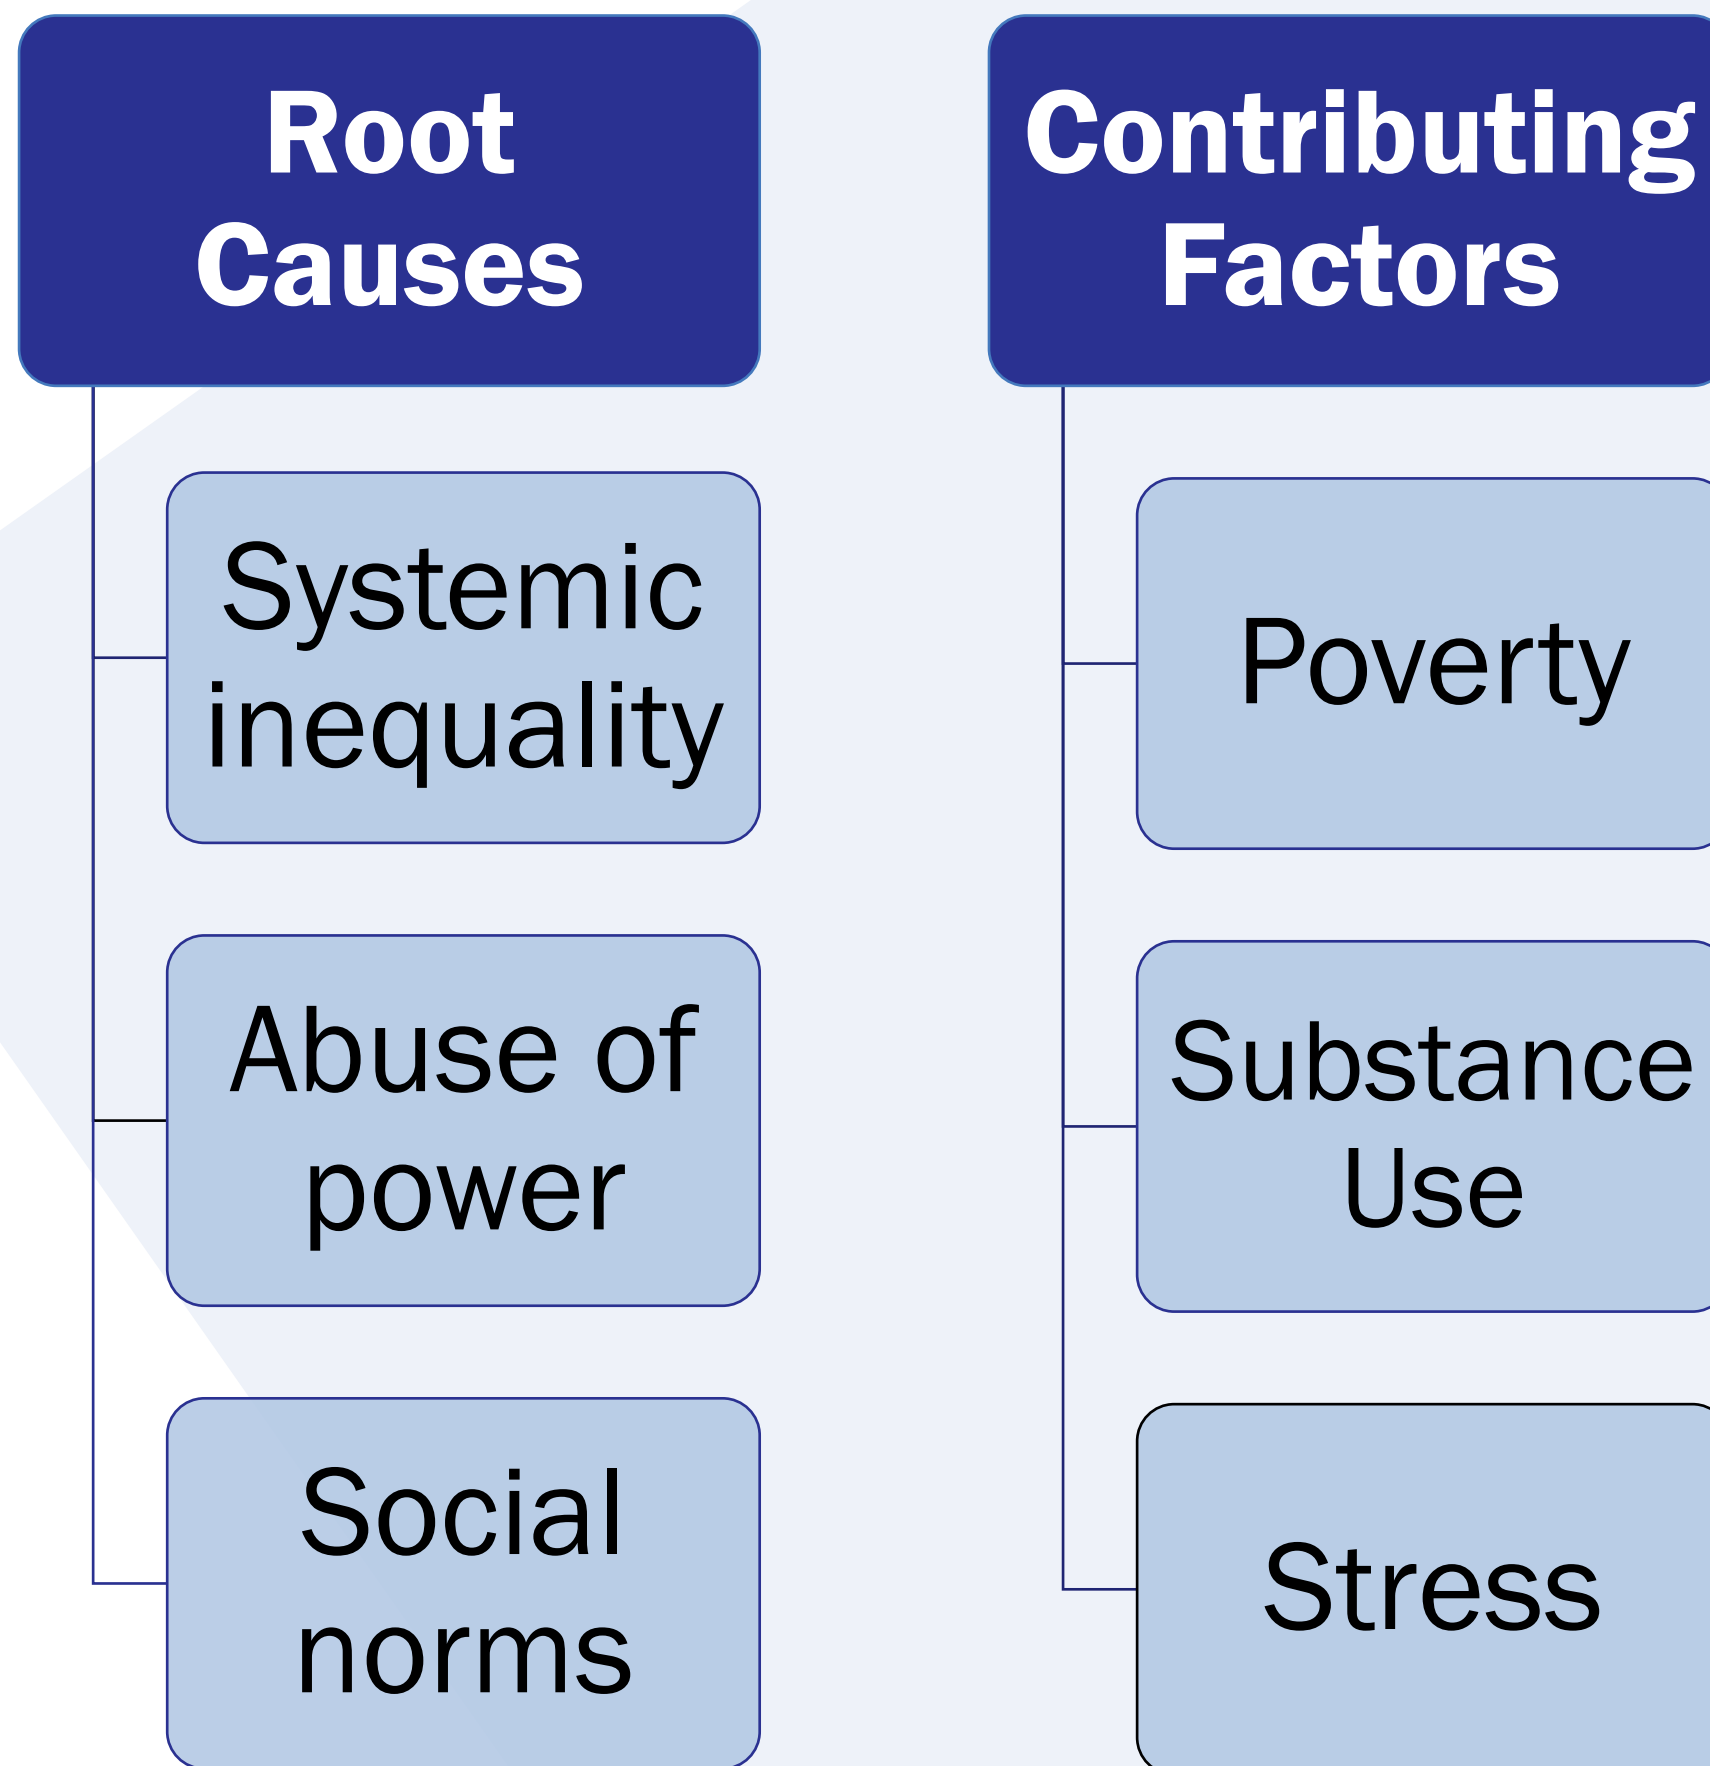 Root
Causes
Systemic
inequality
Abuse of
power
Social
norms
Contributing
Factors
Poverty
Substance
Use
Stress